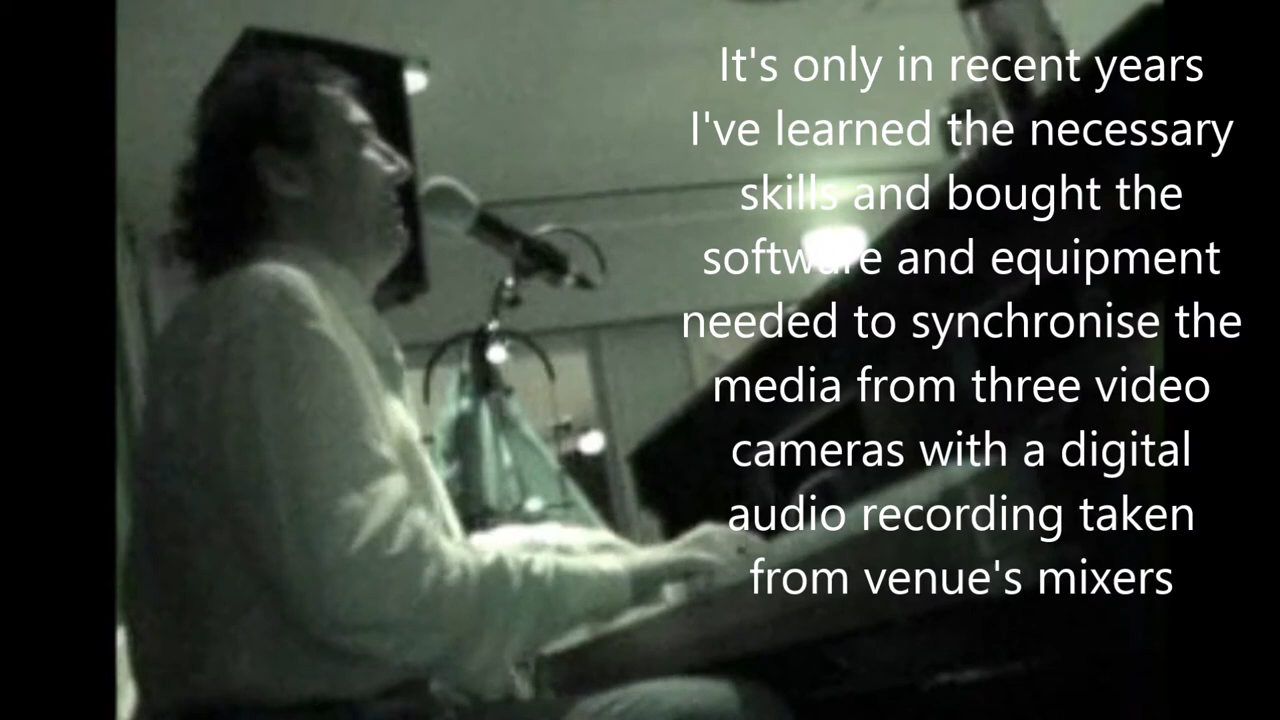 It's only in recent years
I've learned the necessary
skills and bought the
software and equipment
needed to synchronise the
media from three video
cameras with a digital
audio recording taken
from venue's mixers